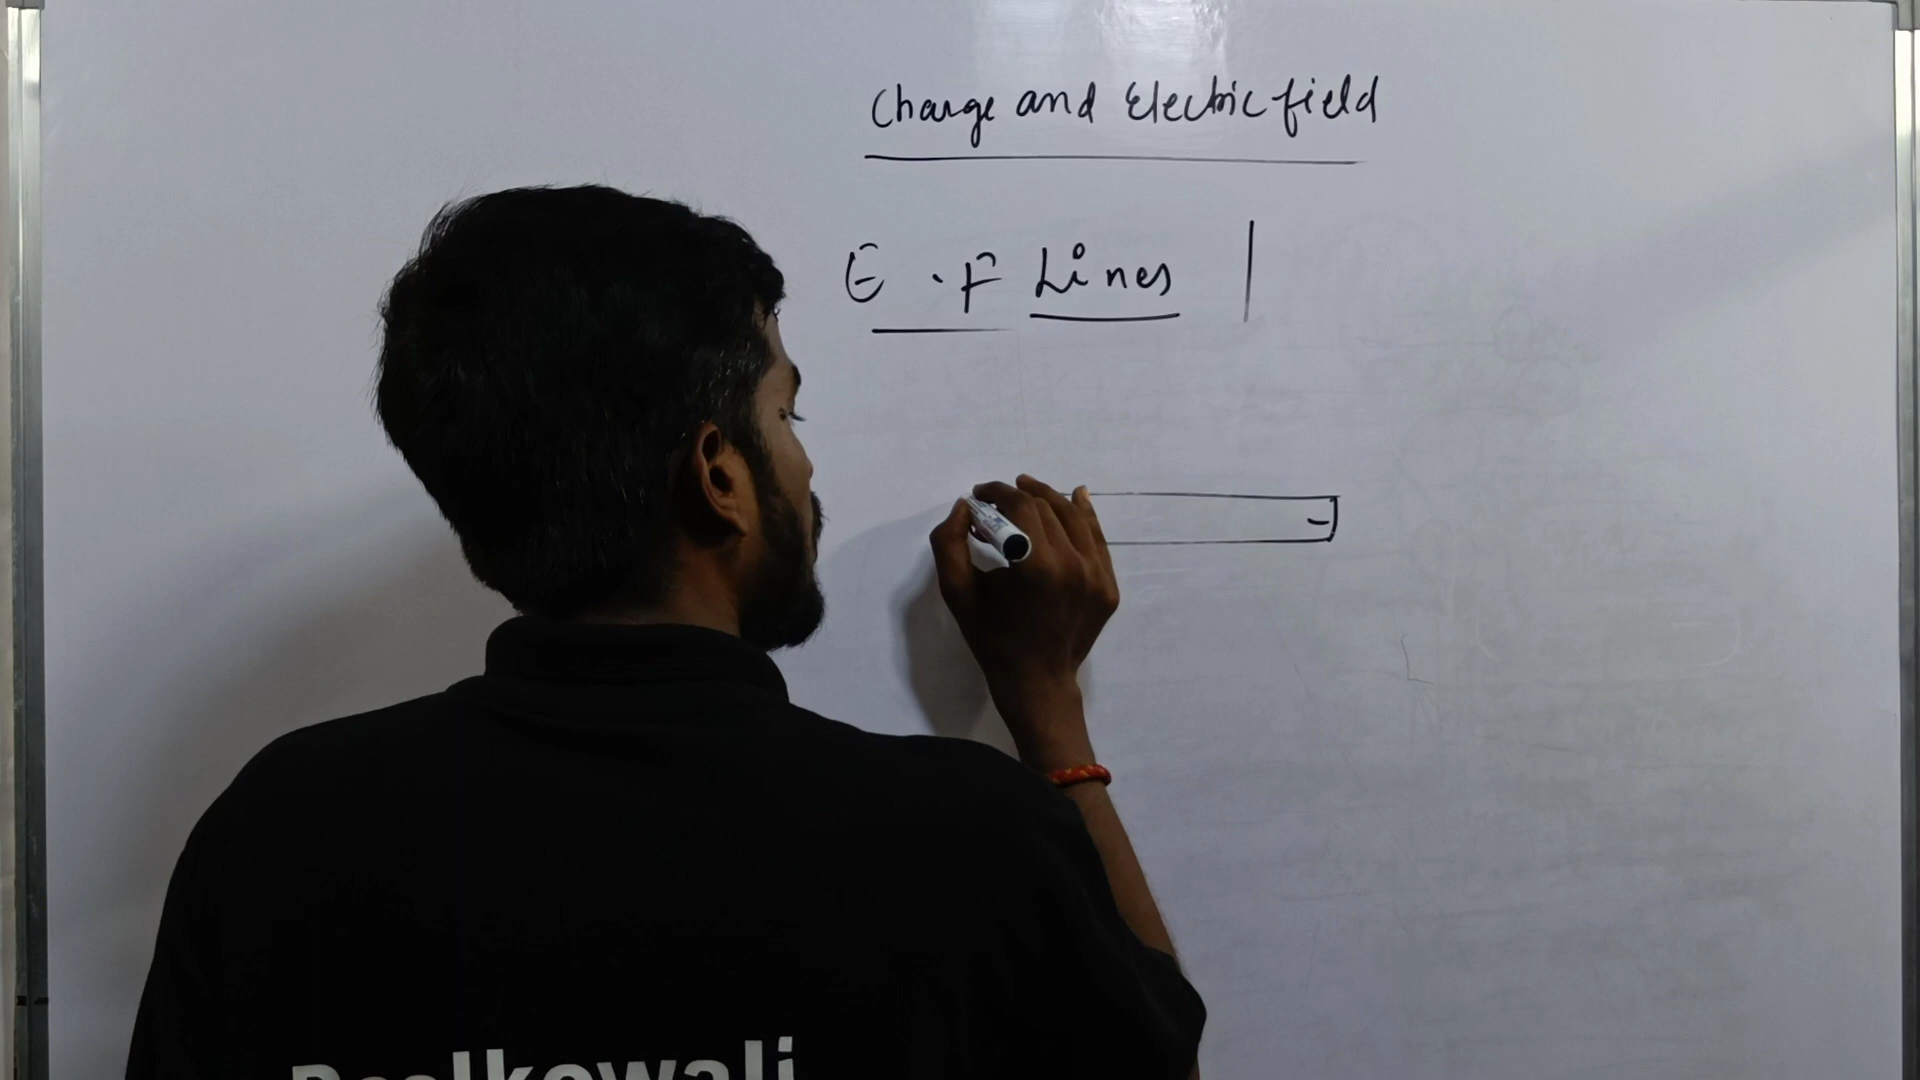 Charge and Electric field
E . F Lines |
-